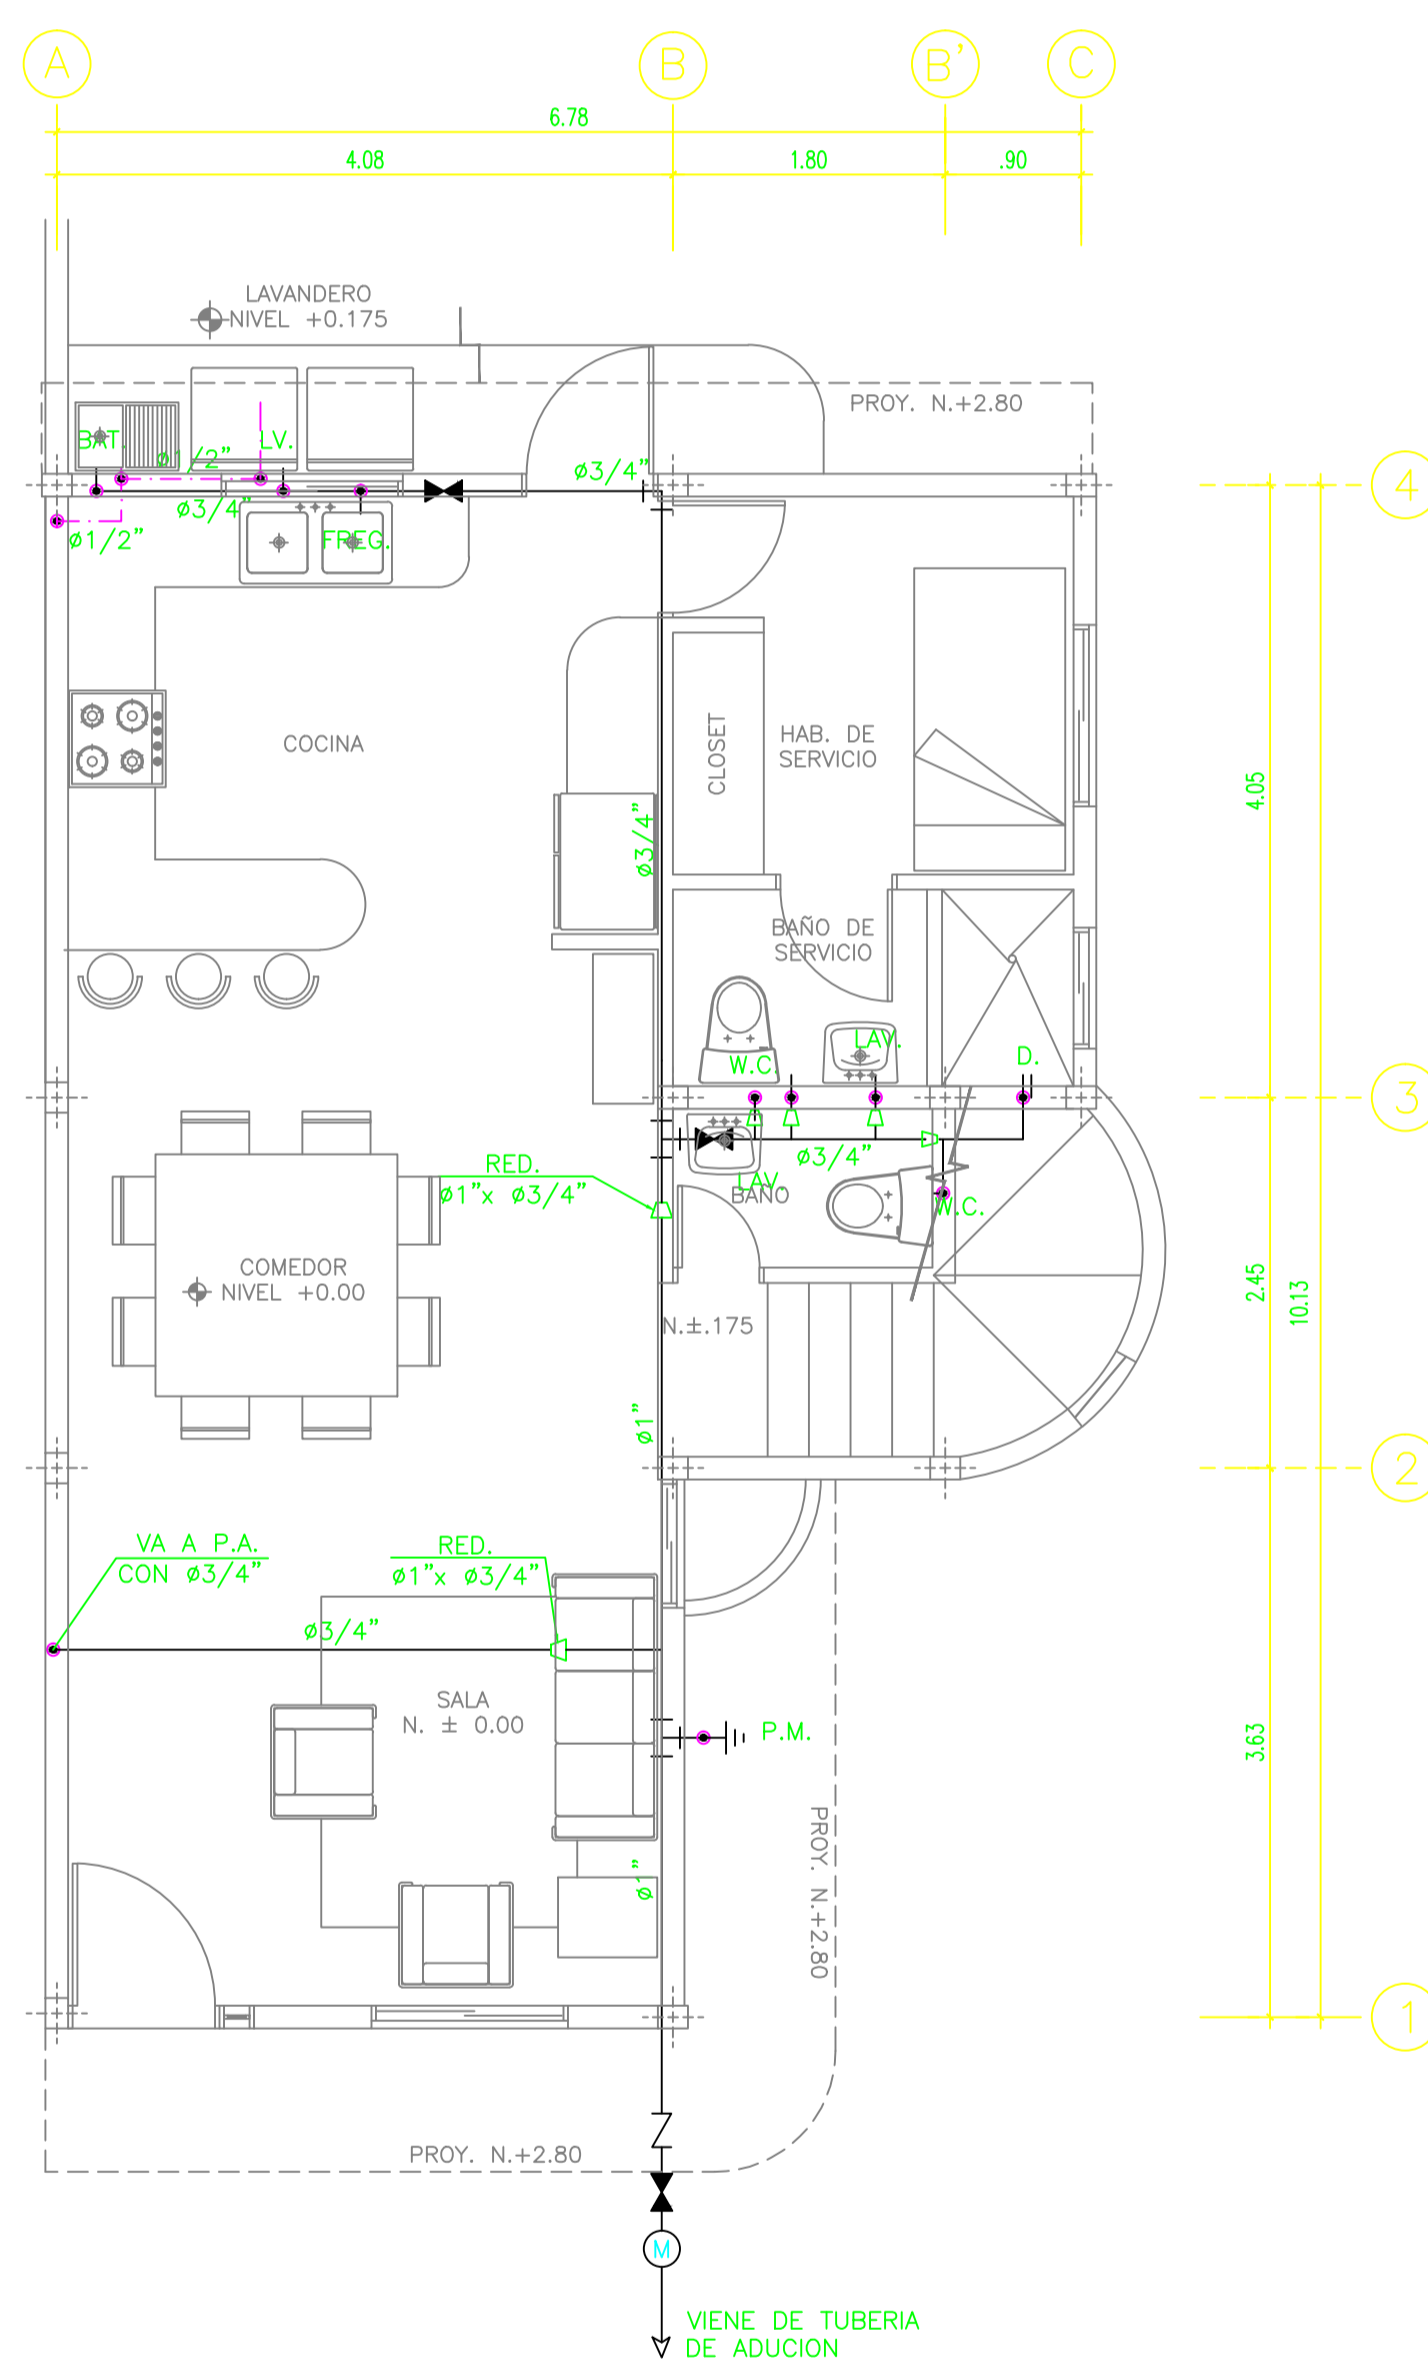 A
B
B'
C
6.78
4.08
1.80
.90
LAVANDERO
NIVEL +0.175
PROY. N.+2.80
BAT.
ø1/2"
LV.
ø3/4"
ø3/4"
ø1/2"
FREG.
4
COCINA
CLOSET
HAB. DE
SERVICIO
4.05
ø3/4"
BAÑO DE
SERVICIO
W.C.
LAV.
D.
3
RED.
ø1"x ø3/4"
ø3/4"
LAV.
BAÑO
W.C.
COMEDOR
NIVEL +0.00
N.±.175
2.45
10.13
ø1"
2
VA A P.A.
CON ø3/4"
RED.
ø1"x ø3/4"
ø3/4"
SALA
N. ± 0.00
P.M.
3.63
PROY. N.+2.80
ø1"
1
PROY. N.+2.80
M
VIENE DE TUBERIA
DE ADUCION